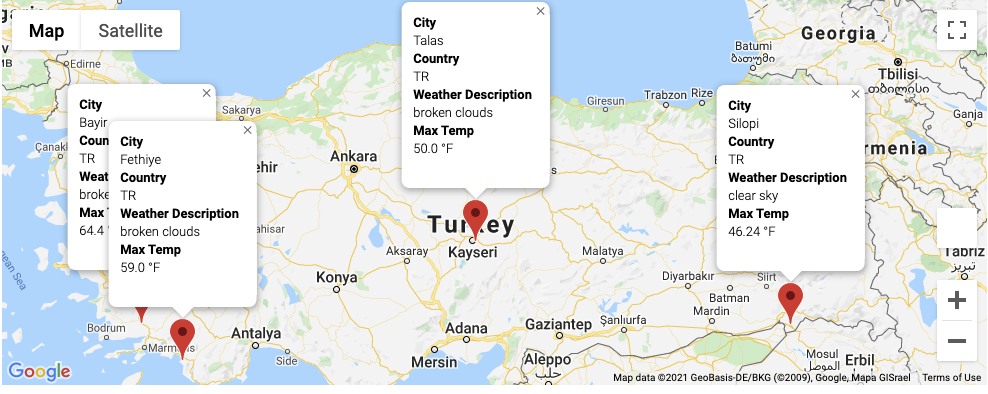 Map
Satellite
City
Talas
Country
TR
Weather Description
broken clouds
Max Temp
50.0 °F
City
Bayir
Coun
TR
Weat
broke
Max T
64.4
City
Fethiye
Country
TR
Weather Description
broken clouds
Max Temp
59.0 °F
City
Silopi
Country
TR
Weather Description
clear sky
Max Temp
46.24 °F
Edirne
Sakarya
Ankara
Giresun
Trabzon
Rize
Batumi
ბათუმი
Georgia
Tbilisi
თბილისი
Ganja
Turkey
Kayseri
Aksaray
Konya
Malatya
Diyarbakır
Siirt
Batman
Mardin
Tabriz
تبریز
Bodrum
Antalya
Side
Adana
Mersin
Gaziantep
Şanlıurfa
Aleppo
حلب
Mosul
الموصل
Erbil
Google
Map data ©2021 GeoBasis-DE/BKG (©2009), Google, Mapa GISrael
Terms of Use